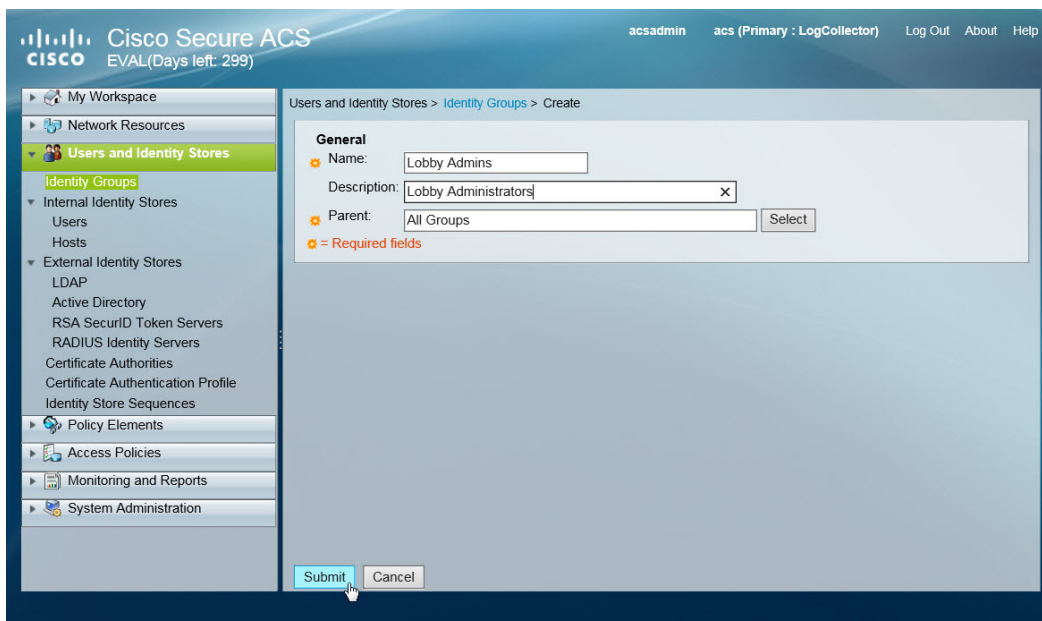 CISCO
Cisco Secure ACS
EVAL(Days left: 299)
acsadmin acs (Primary : LogCollector) Log Out About Help
My Workspace
Network Resources
Users and Identity Stores
Identity Groups
Internal Identity Stores
Users
Hosts
External Identity Stores
LDAP
Active Directory
RSA SecurID Token Servers
RADIUS Identity Servers
Certificate Authorities
Certificate Authentication Profile
Identity Store Sequences
Policy Elements
Access Policies
Monitoring and Reports
System Administration
Users and Identity Stores > Identity Groups > Create
General
Name: Lobby Admins
Description: Lobby Administrators
Parent: All Groups Select
= Required fields
Submit Cancel